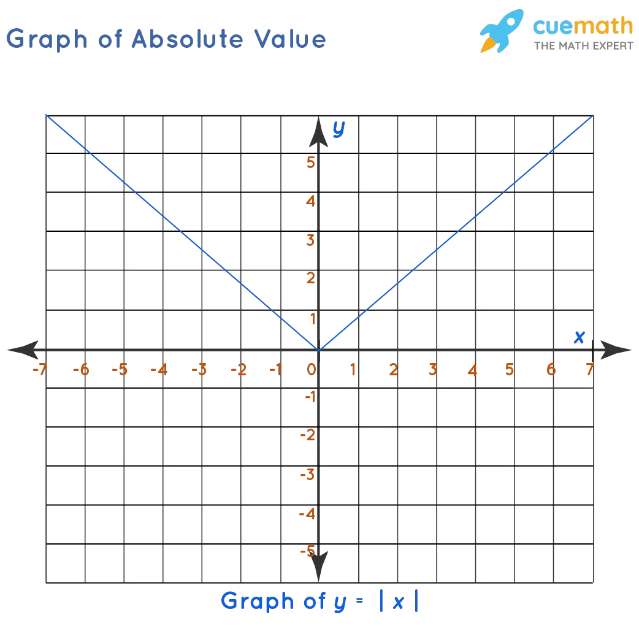 Graph of Absolute Value
cuemath
THE MATH EXPERT
y
5
4
3
2
1
x
-7 -6 -5 -4 -3 -2 -1 0 1 2 3 4 5 6 7
-1
-2
-3
-4
-5
Graph of y = | x |